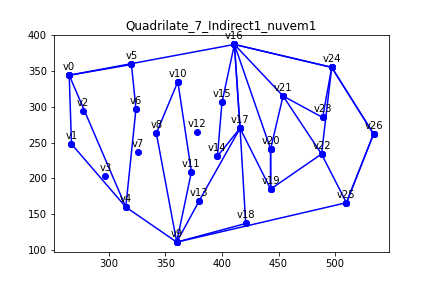 Quadrilate_7_Indirect1_nuvem1
400
350
300
250
200
150
100
300
350
400
450
500
v0
v1
v2
v3
v4
v5
v6
v7
v8
v9
v10
v11
v12
v13
v14
v15
v16
v17
v18
v19
v20
v21
v22
v23
v24
v25
v26